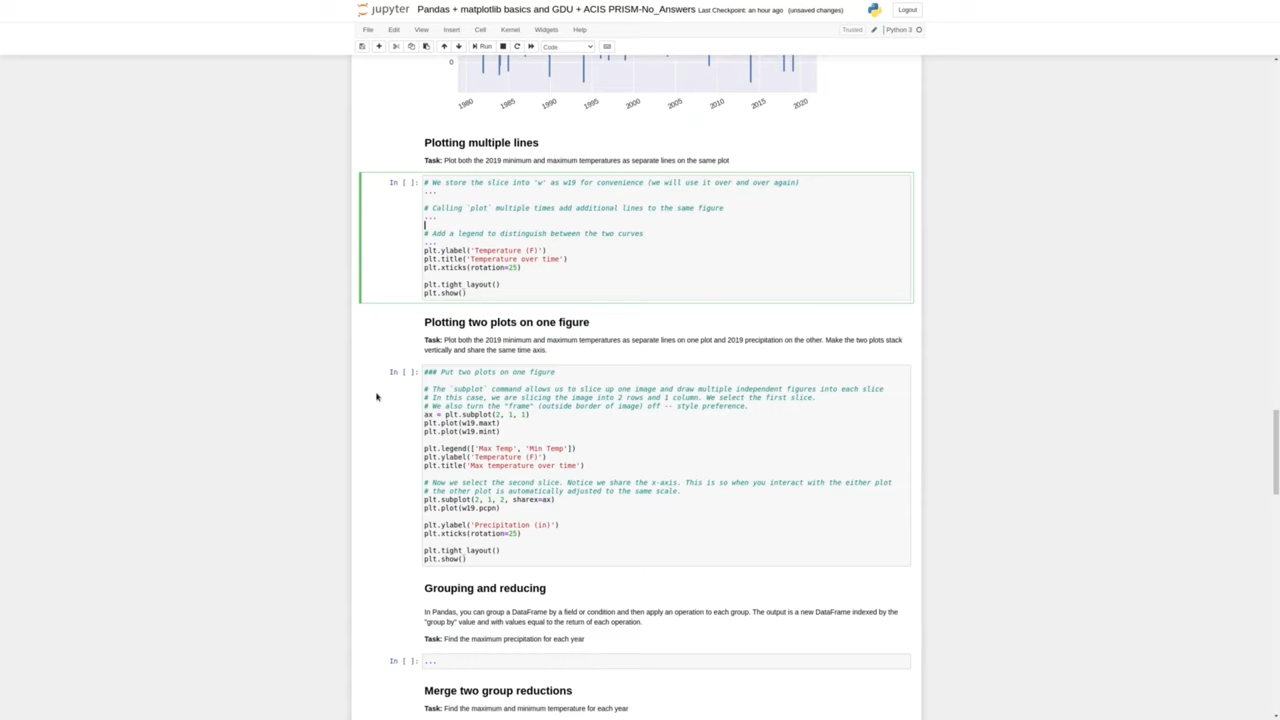 jupyter Pandas + matplotlib basics and GDU + ACIS PRISM-No_Answers Last Checkpoint: an hour ago (unsaved changes) Logout
File Edit View Insert Cell Kernel Widgets Help Trusted Python 3
Run Code
0
1980 1985 1990 1995 2000 2005 2010 2015 2020
Plotting multiple lines
Task: Plot both the 2019 minimum and maximum temperatures as separate lines on the same plot
In [ ]: # We store the slice into 'w' as w19 for convenience (we will use it over and over again)
...
# Calling `plot` multiple times add additional lines to the same figure
...
# Add a legend to distinguish between the two curves
...
plt.ylabel('Temperature (F)')
plt.title('Temperature over time')
plt.xticks(rotation=25)
plt.tight_layout()
plt.show()
Plotting two plots on one figure
Task: Plot both the 2019 minimum and maximum temperatures as separate lines on one plot and 2019 precipitation on the other. Make the two plots stack
vertically and share the same time axis.
In [ ]: ### Put two plots on one figure
# The `subplot` command allows us to slice up one image and draw multiple independent figures into each slice
# In this case, we are slicing the image into 2 rows and 1 column. We select the first slice.
# We also turn the "frame" (outside border of image) off -- style preference.
ax = plt.subplot(2, 1, 1)
plt.plot(w19.maxt)
plt.plot(w19.mint)
plt.legend(['Max Temp', 'Min Temp'])
plt.ylabel('Temperature (F)')
plt.title('Max temperature over time')
# Now we select the second slice. Notice we share the x-axis. This is so when you interact with the either plot
# the other plot is automatically adjusted to the same scale.
plt.subplot(2, 1, 2, sharex=ax)
plt.plot(w19.pcpn)
plt.ylabel('Precipitation (in)')
plt.xticks(rotation=25)
plt.tight_layout()
plt.show()
Grouping and reducing
In Pandas, you can group a DataFrame by a field or condition and then apply an operation to each group. The output is a new DataFrame indexed by the
"group by" value and with values equal to the return of each operation.
Task: Find the maximum precipitation for each year
In [ ]: ...
Merge two group reductions
Task: Find the maximum and minimum temperature for each year